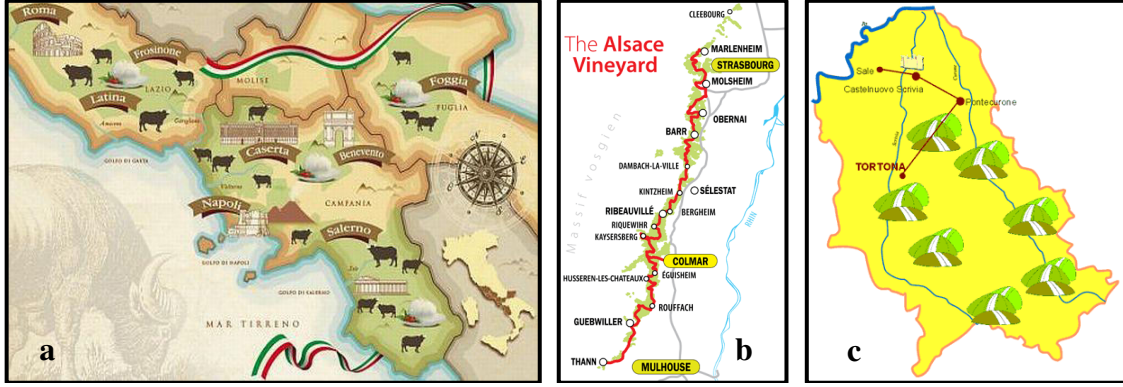 Roma
Frosinone
LAZIO
Latina
MOLISE
Foggia
PUGLIA
GOLFO DI GAETA
Caserta
Benevento
Volturno
CAMPANIA
Napoli
Salerno
GOLFO DI NAPOLI
GOLFO DI SALERNO
MAR TIRRENO
a
The Alsace
Vineyard
CLEEBOURG
MARLENHEIM
STRASBOURG
MOLSHEIM
OBERNAI
BARR
DAMBACH-LA-VILLE
KINTZHEIM
SÉLESTAT
RIBEAUVILLÉ
BERGHEIM
RIQUEWIHR
KAYSERSBERG
COLMAR
ÉGUISHEIM
HUSSEREN-LES-CHATEAUX
ROUFFACH
GUEBWILLER
THANN
MULHOUSE
Massif vosgien
RHIN
b
Sale
Castelnuovo Scrivia
Pontecurone
TORTONA
c